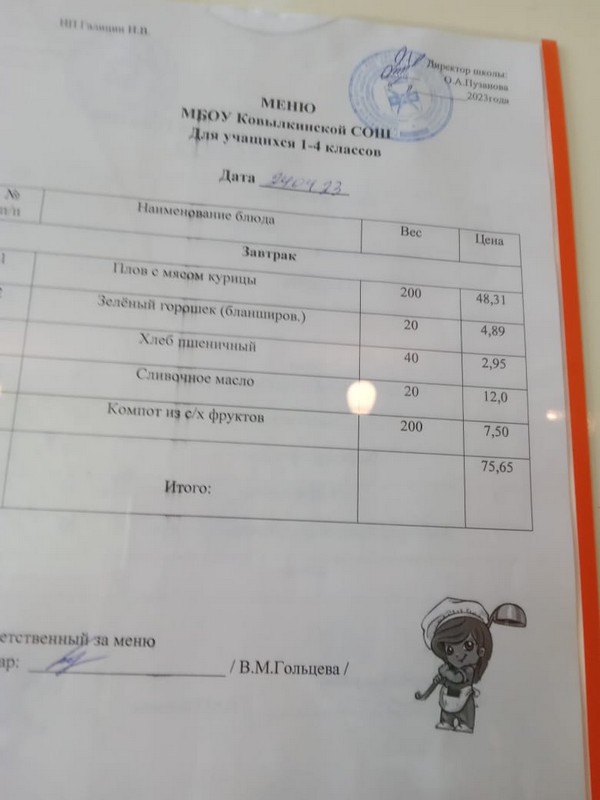 ИП Галицин И.В.
Директор школы:
О.А.Пузанова
2023года
МЕНЮ
МБОУ Ковылкинской СОШ
Для учащихся 1-4 классов
Дата 24 04 23
№ п/п Наименование блюда Вес Цена
Завтрак
1 Плов с мясом курицы 200 48,31
Зелёный горошек (бланширов.) 20 4,89
Хлеб пшеничный 40 2,95
Сливочное масло 20 12,0
Компот из с/х фруктов 200 7,50
Итого: 75,65
етственный за меню
ар: / В.М.Гольцева /